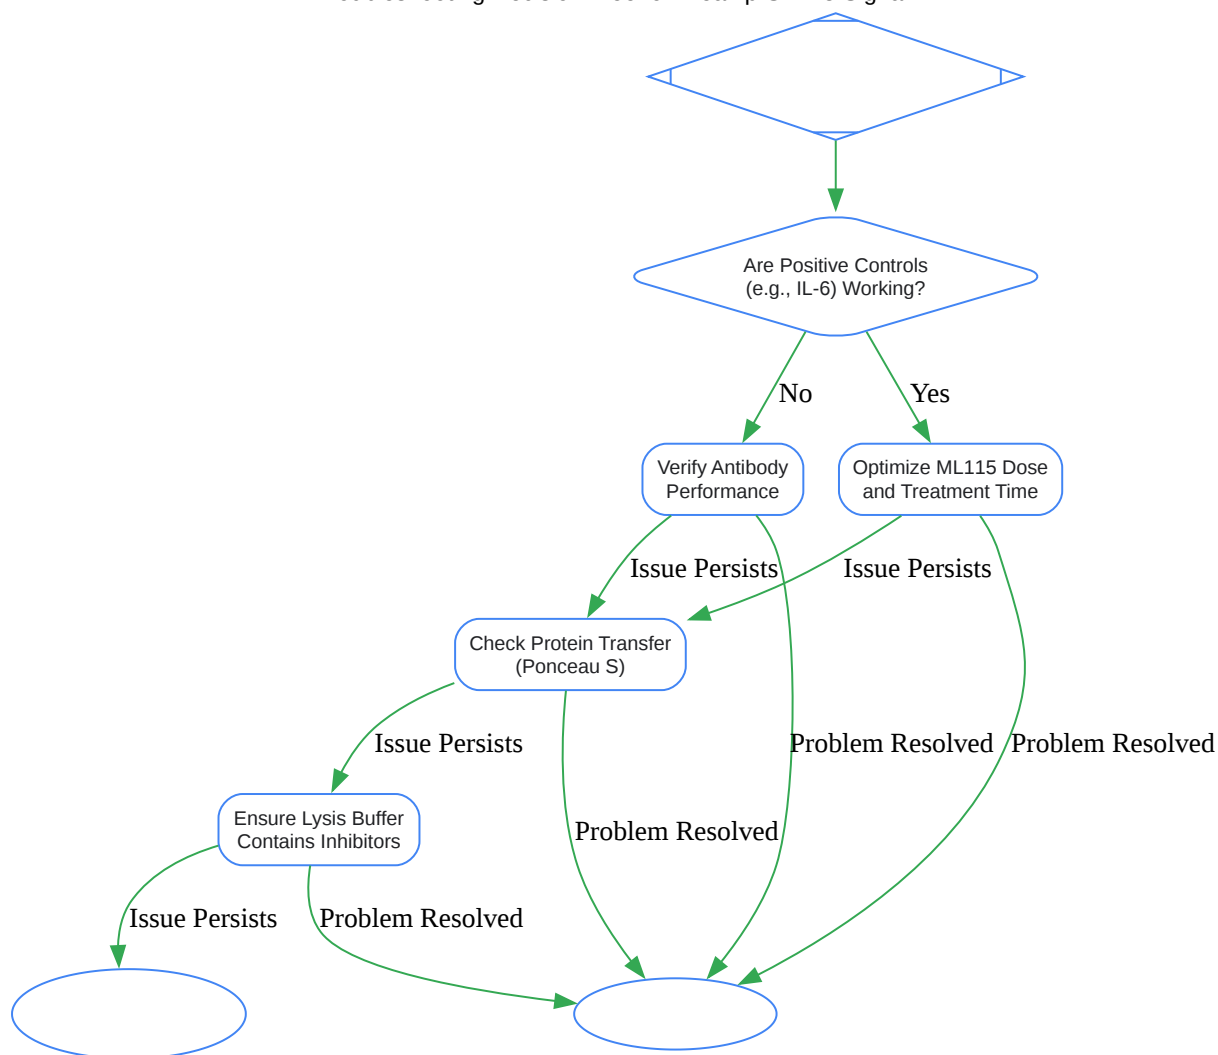 Are Positive Controls
(e.g., IL-6) Working?
No
Yes
Verify Antibody
Performance
Optimize ML115 Dose
and Treatment Time
Issue Persists
Issue Persists
Check Protein Transfer
(Ponceau S)
Issue Persists
Problem Resolved
Problem Resolved
Problem Resolved
Ensure Lysis Buffer
Contains Inhibitors
Issue Persists
Problem Resolved